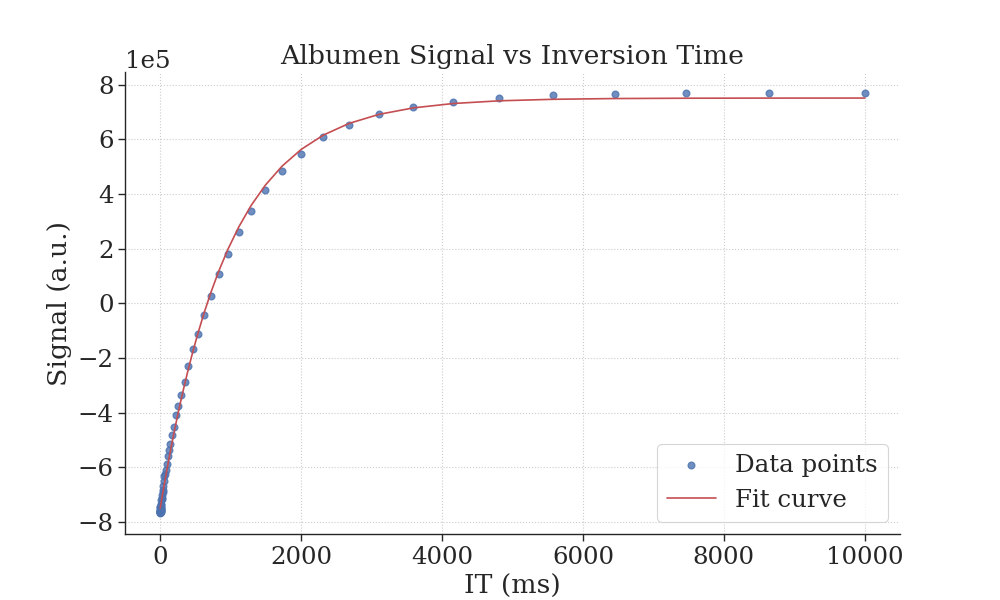 Albumen Signal vs Inversion Time
1e5
8
6
4
2
0
−2
−4
−6
−8
Signal (a.u.)
0 2000 4000 6000 8000 10000
IT (ms)
Data points
Fit curve